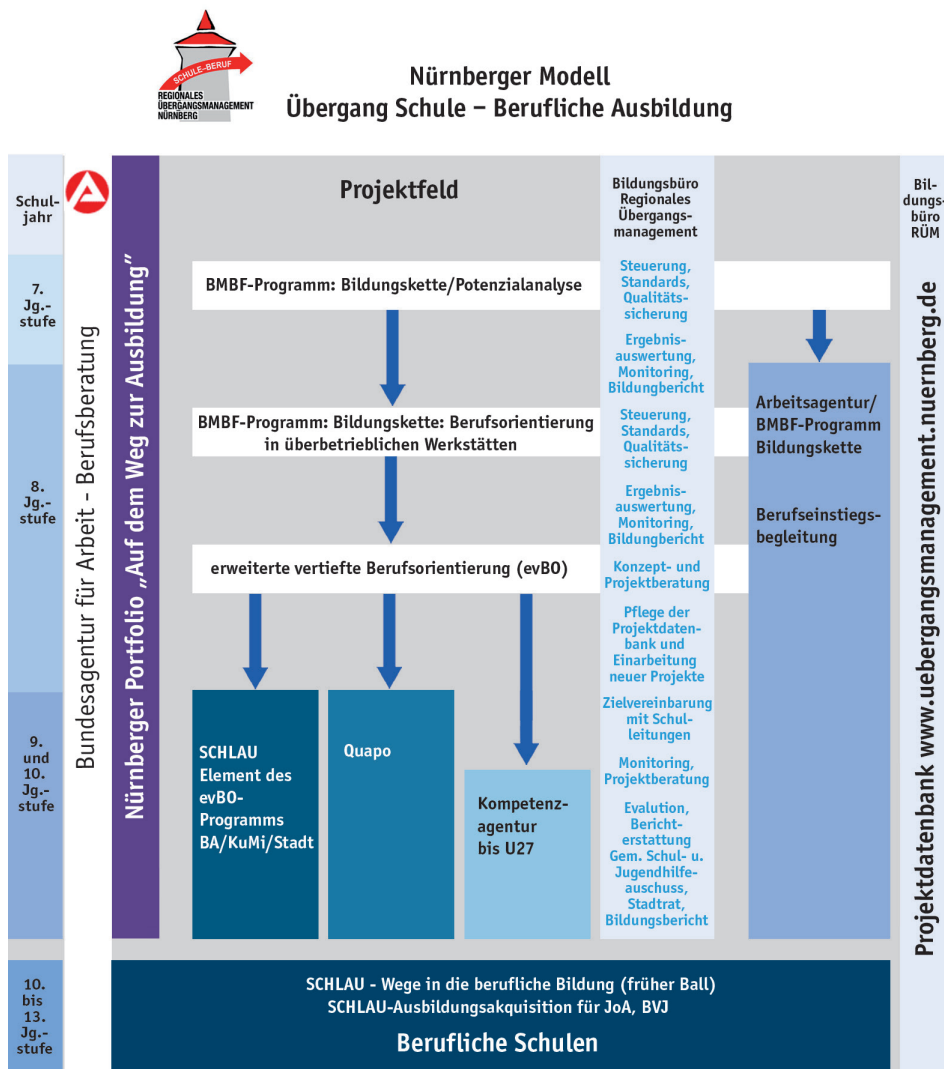 SCHULE–BERUF
REGIONALES
ÜBERGANGSMANAGEMENT
NÜRNBERG
Nürnberger Modell
Übergang Schule – Berufliche Ausbildung
Schul-
jahr
7.
Jg.-
stufe
8.
Jg.-
stufe
9.
und
10.
Jg.-
stufe
10.
bis
13.
Jg.-
stufe
Bundesagentur für Arbeit - Berufsberatung
Nürnberger Portfolio „Auf dem Weg zur Ausbildung”
Projektfeld
BMBF-Programm: Bildungskette/Potenzialanalyse
BMBF-Programm: Bildungskette: Berufsorientierung
in überbetrieblichen Werkstätten
erweiterte vertiefte Berufsorientierung (evBO)
SCHLAU
Element des
evBO-
Programms
BA/KuMi/Stadt
Quapo
Kompetenz-
agentur
bis U27
Bildungsbüro
Regionales
Übergangs-
management
Steuerung,
Standards,
Qualitäts-
sicherung
Ergebnis-
auswertung,
Monitoring,
Bildungbericht
Steuerung,
Standards,
Qualitäts-
sicherung
Ergebnis-
auswertung,
Monitoring,
Bildungbericht
Konzept- und
Projektberatung
Pflege der
Projektdaten-
bank und
Einarbeitung
neuer Projekte
Zielvereinbarung
mit Schul-
leitungen
Monitoring,
Projektberatung
Evalution,
Bericht-
erstattung
Gem. Schul- u.
Jugendhilfe-
auschuss,
Stadtrat,
Bildungsbericht
Arbeitsagentur/
BMBF-Programm
Bildungskette
Berufseinstiegs-
begleitung
Bil-
dungs-
büro
RÜM
Projektdatenbank www.uebergangsmanagement.nuernberg.de
SCHLAU - Wege in die berufliche Bildung (früher Ball)
SCHLAU-Ausbildungsakquisition für JoA, BVJ
Berufliche Schulen